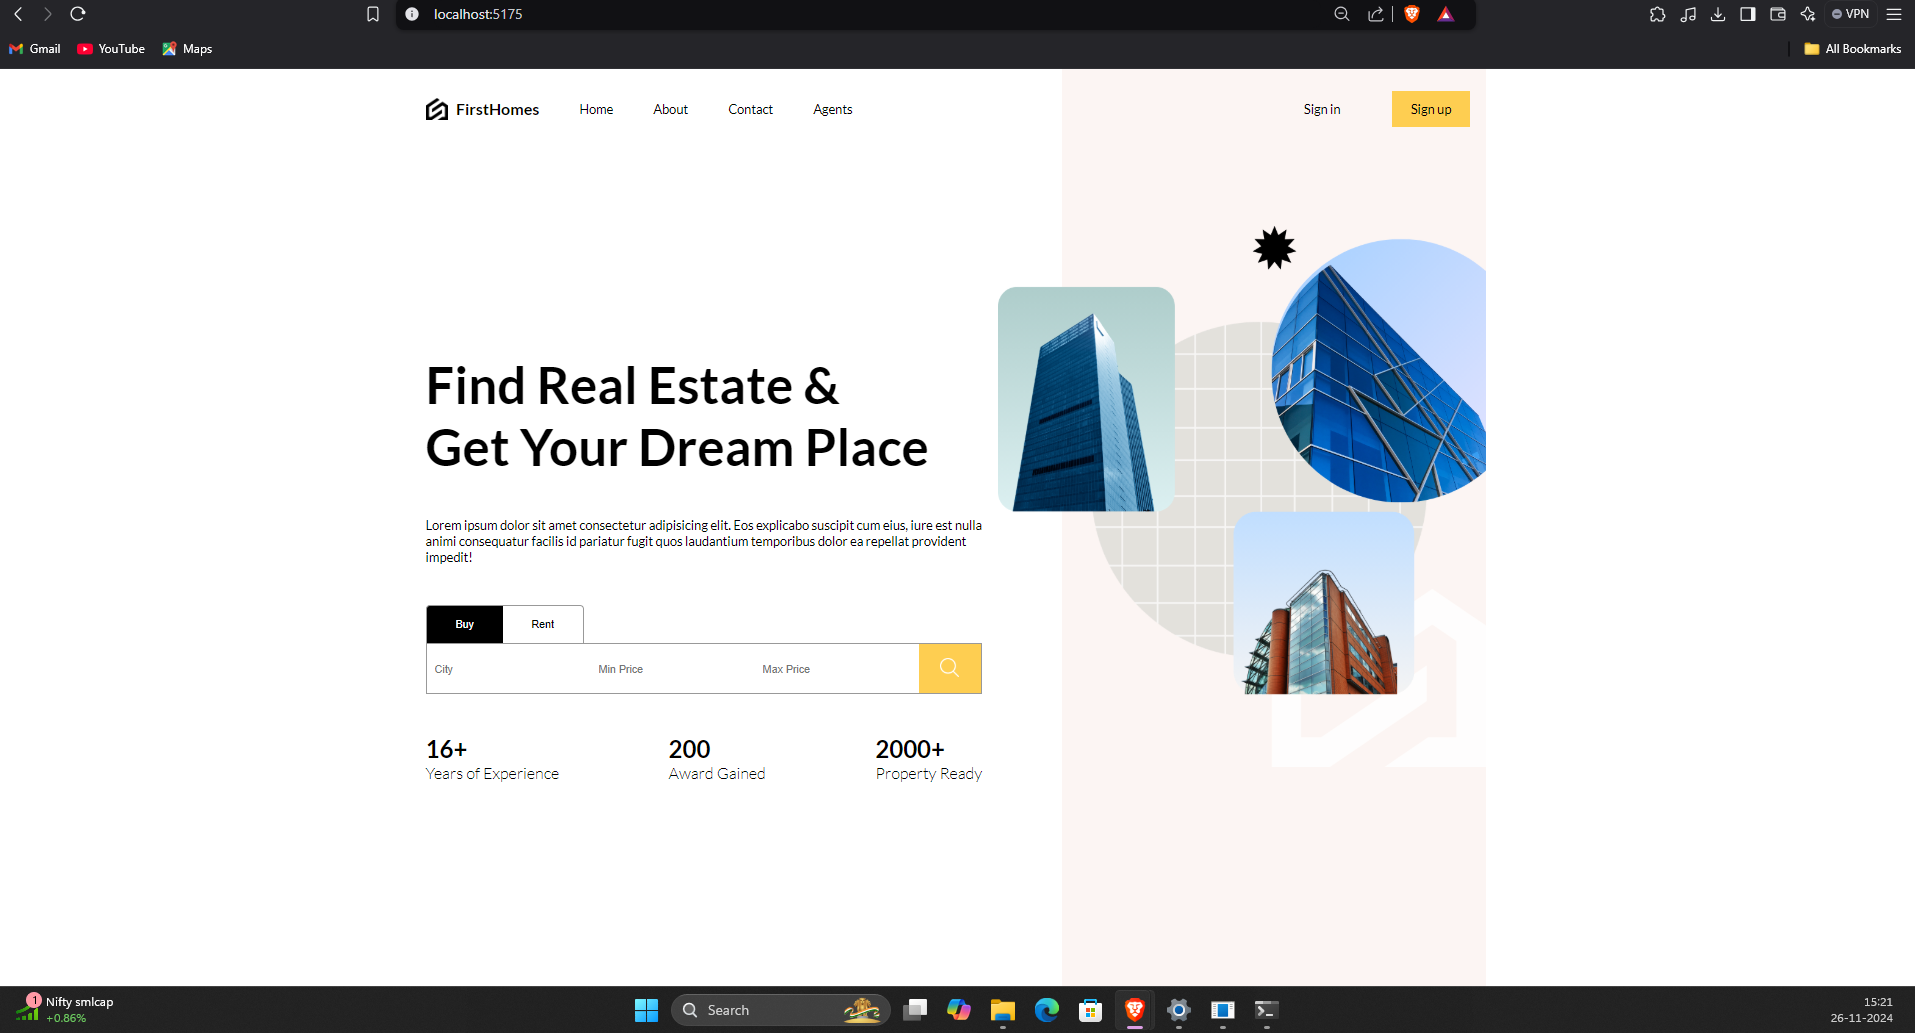 localhost:5175
VPN
Gmail
YouTube
Maps
All Bookmarks
FirstHomes
Home
About
Contact
Agents
Sign in
Sign up
Find Real Estate &
Get Your Dream Place
Lorem ipsum dolor sit amet consectetur adipisicing elit. Eos explicabo suscipit cum eius, iure est nulla
animi consequatur facilis id pariatur fugit quos laudantium temporibus dolor ea repellat provident
impedit!
Buy
Rent
City
Min Price
Max Price
16+
Years of Experience
200
Award Gained
2000+
Property Ready
1
Nifty smlcap
+0.86%
Search
15:21
26-11-2024